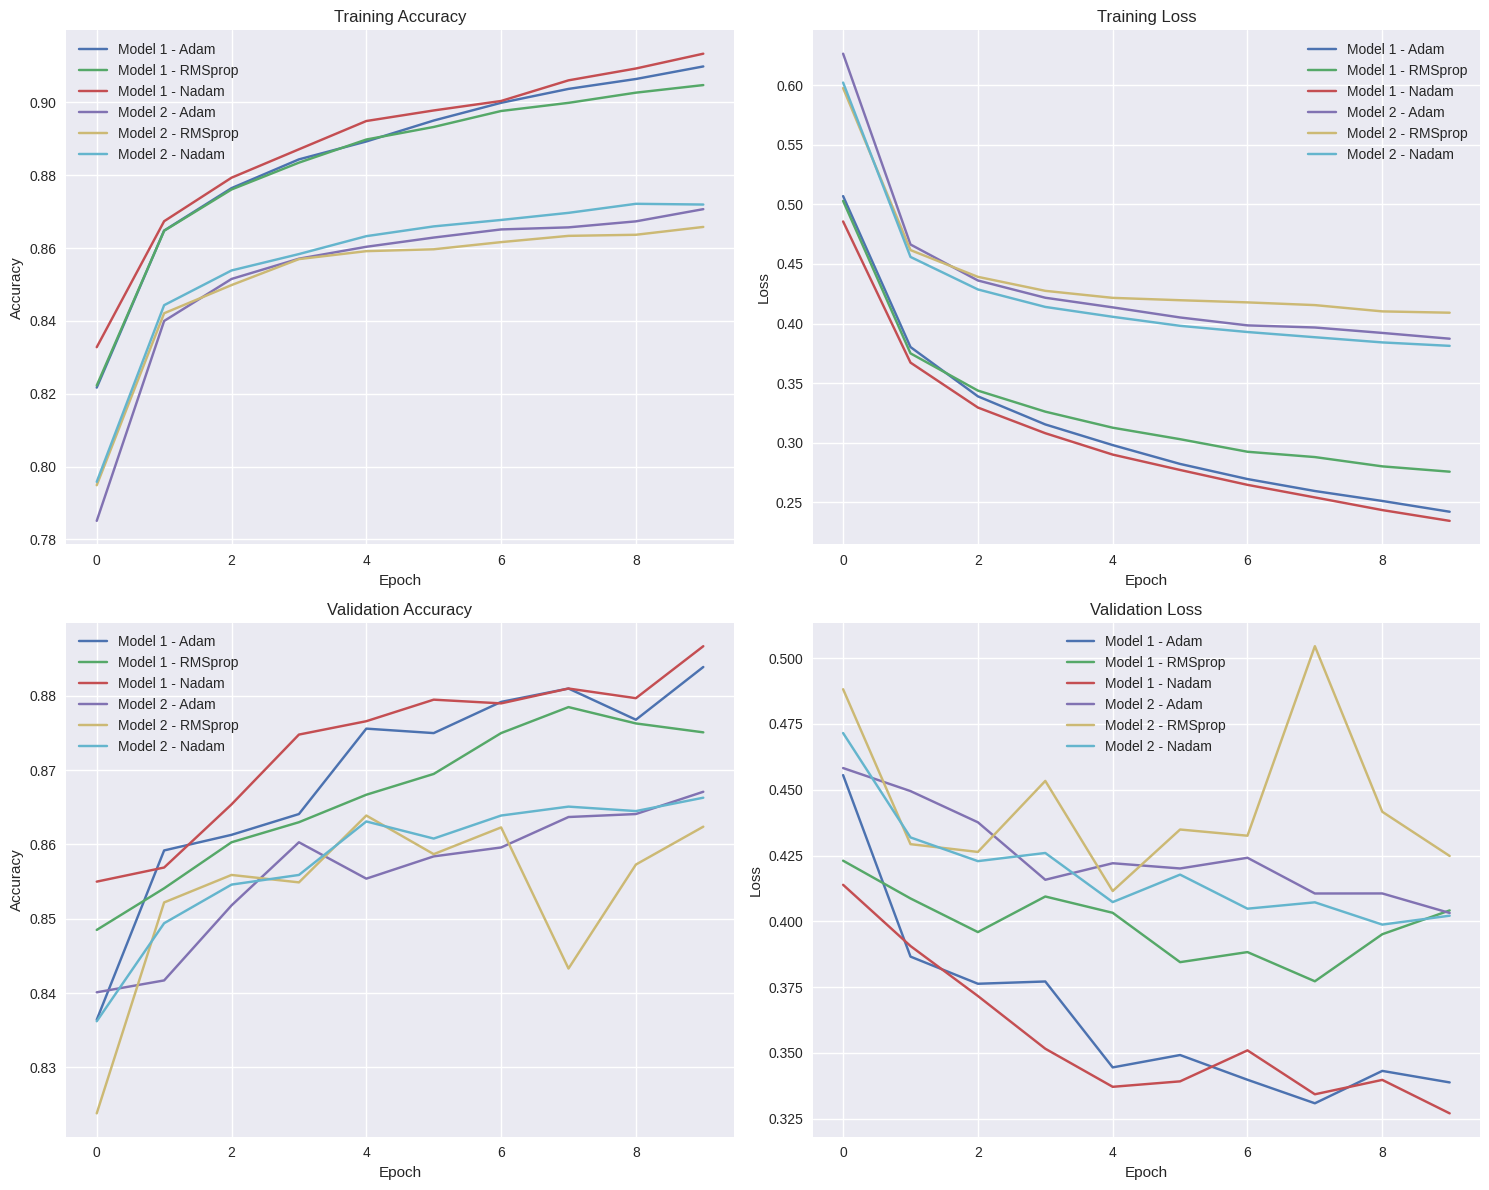 Training Accuracy
Model 1 - Adam
Model 1 - RMSprop
Model 1 - Nadam
Model 2 - Adam
Model 2 - RMSprop
Model 2 - Nadam
0.90
0.88
0.86
0.84
0.82
0.80
0.78
Accuracy
0 2 4 6 8
Epoch
Training Loss
Model 1 - Adam
Model 1 - RMSprop
Model 1 - Nadam
Model 2 - Adam
Model 2 - RMSprop
Model 2 - Nadam
0.60
0.55
0.50
0.45
0.40
0.35
0.30
0.25
Loss
0 2 4 6 8
Epoch
Validation Accuracy
Model 1 - Adam
Model 1 - RMSprop
Model 1 - Nadam
Model 2 - Adam
Model 2 - RMSprop
Model 2 - Nadam
0.88
0.87
0.86
0.85
0.84
0.83
Accuracy
0 2 4 6 8
Epoch
Validation Loss
Model 1 - Adam
Model 1 - RMSprop
Model 1 - Nadam
Model 2 - Adam
Model 2 - RMSprop
Model 2 - Nadam
0.500
0.475
0.450
0.425
0.400
0.375
0.350
0.325
Loss
0 2 4 6 8
Epoch